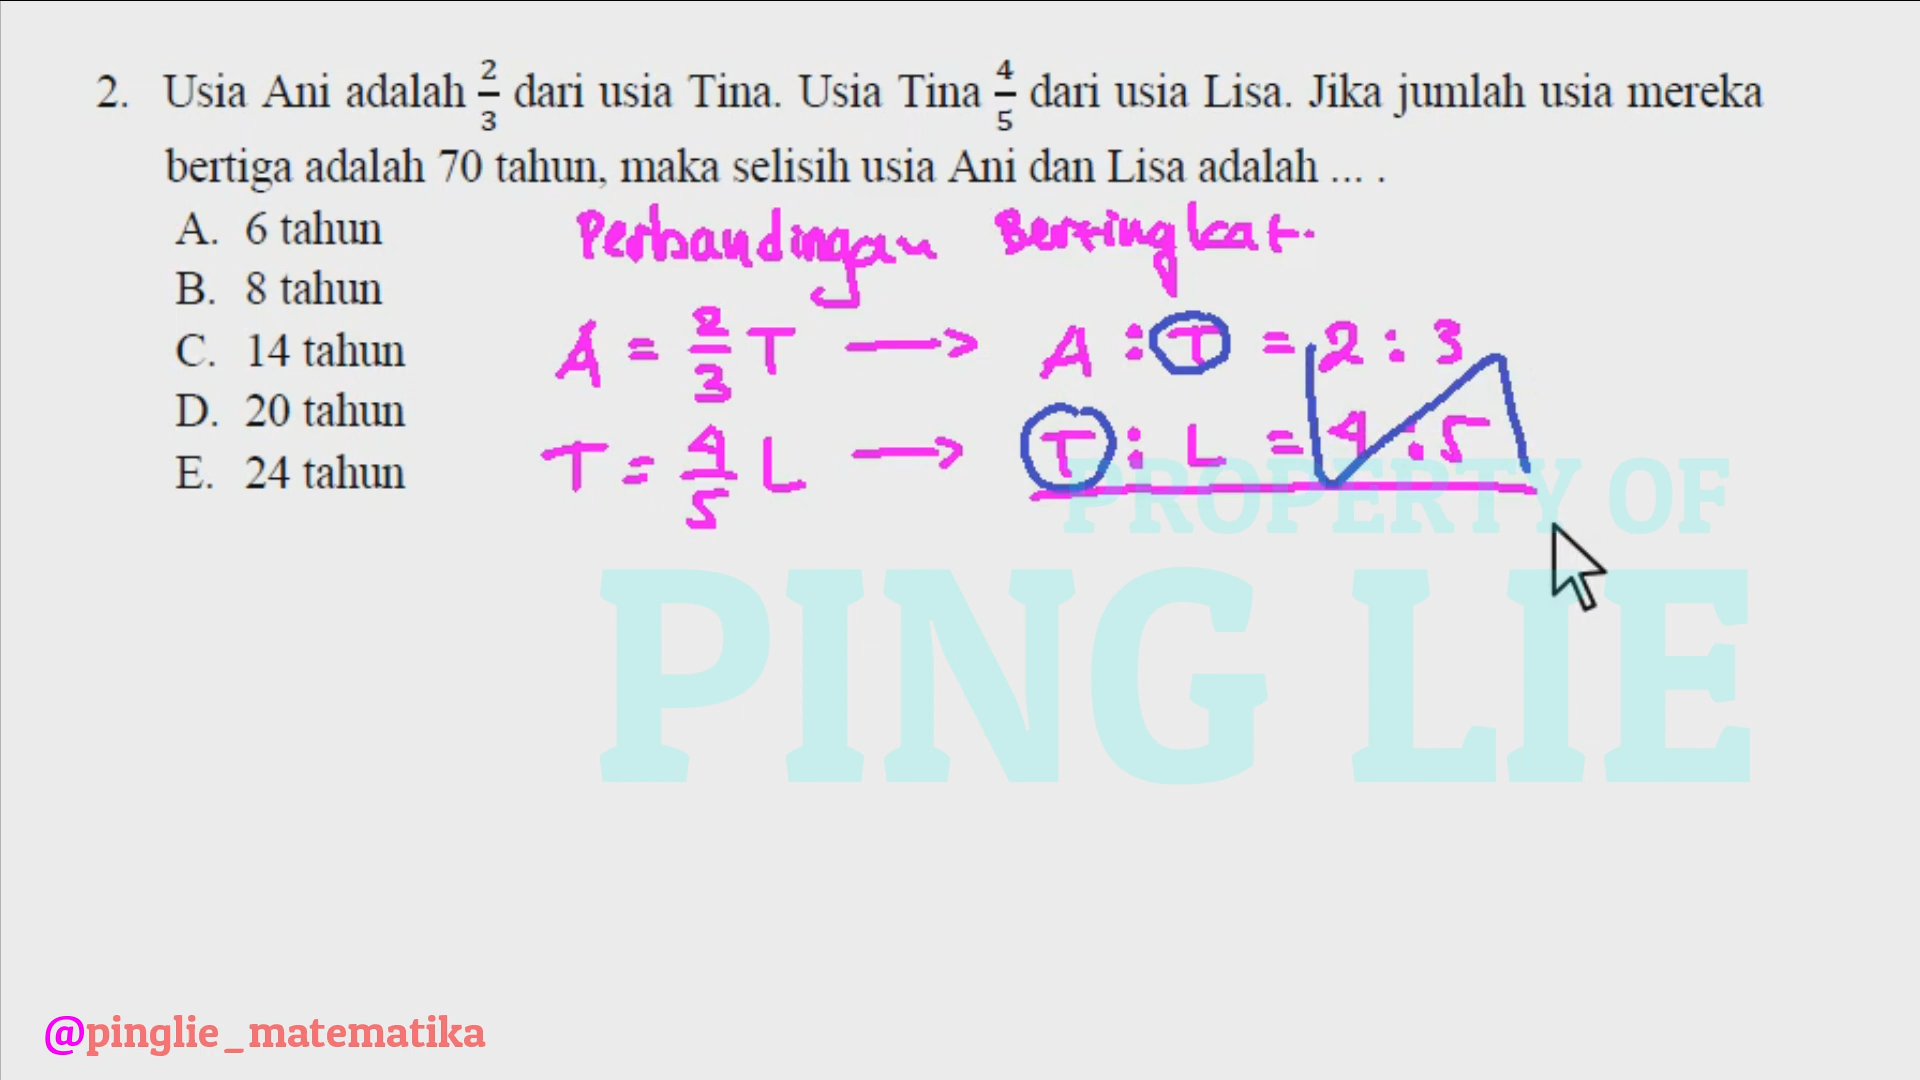 2. Usia Ani adalah 2/3 dari usia Tina. Usia Tina 4/5 dari usia Lisa. Jika jumlah usia mereka
bertiga adalah 70 tahun, maka selisih usia Ani dan Lisa adalah ... .
A. 6 tahun
B. 8 tahun
C. 14 tahun
D. 20 tahun
E. 24 tahun
Perbandingan Bertingkat.
A = 2/3 T → A : T = 2 : 3
T = 4/5 L → T : L = 4 : 5
PROPERTY OF
PING LIE
@pinglie_matematika